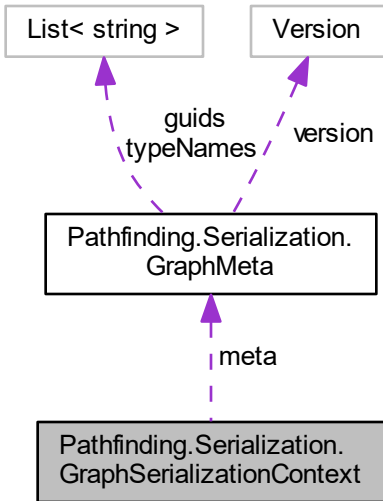 List< string >
Version
guids
typeNames
version
Pathfinding.Serialization.
GraphMeta
meta
Pathfinding.Serialization.
GraphSerializationContext